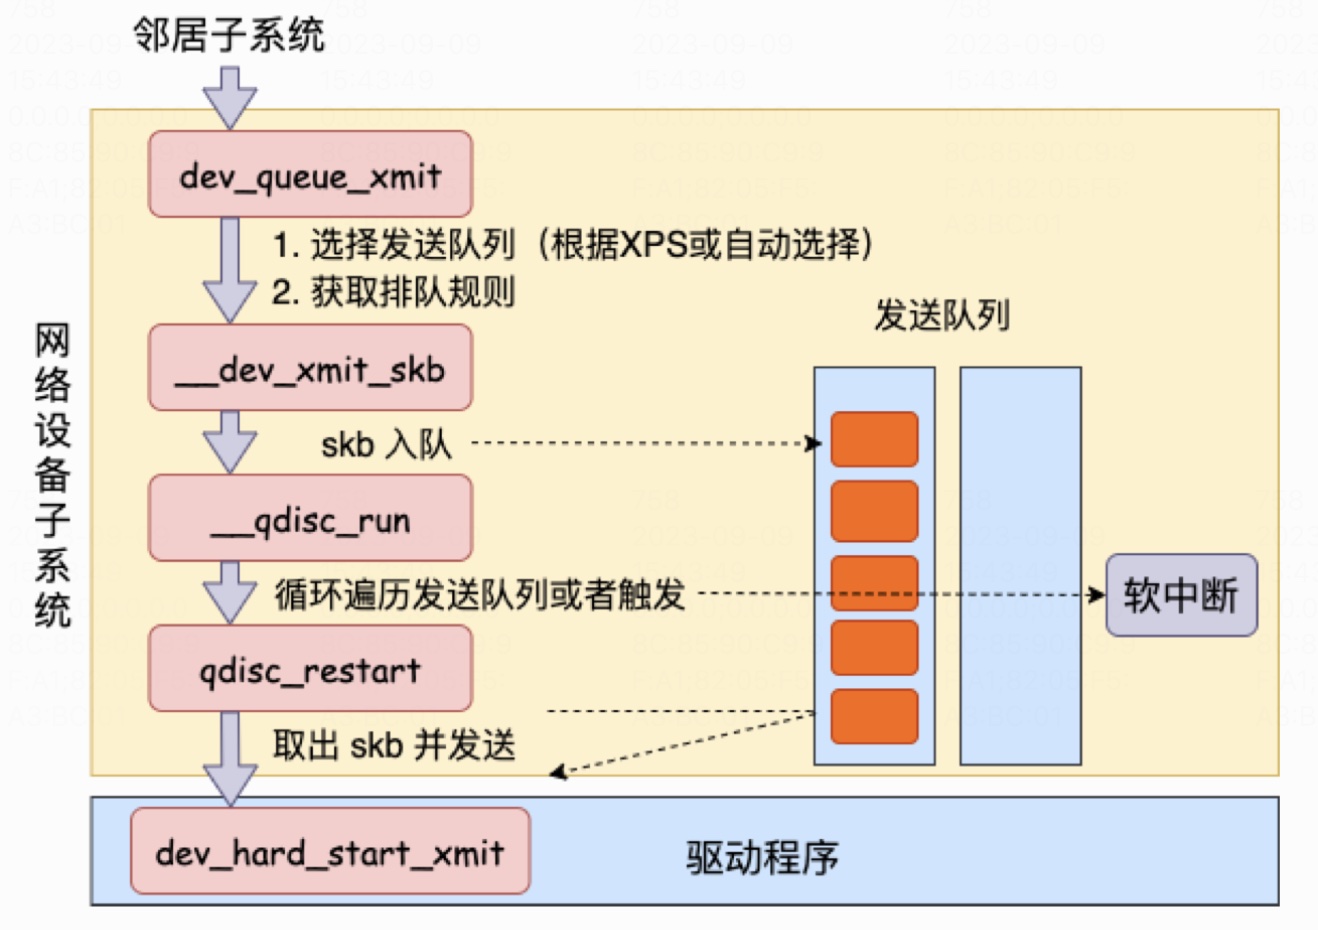 邻居子系统
dev_queue_xmit
1. 选择发送队列（根据XPS或自动选择）
2. 获取排队规则
发送队列
网络设备子系统
__dev_xmit_skb
skb 入队
__qdisc_run
循环遍历发送队列或者触发
软中断
qdisc_restart
取出 skb 并发送
dev_hard_start_xmit
驱动程序